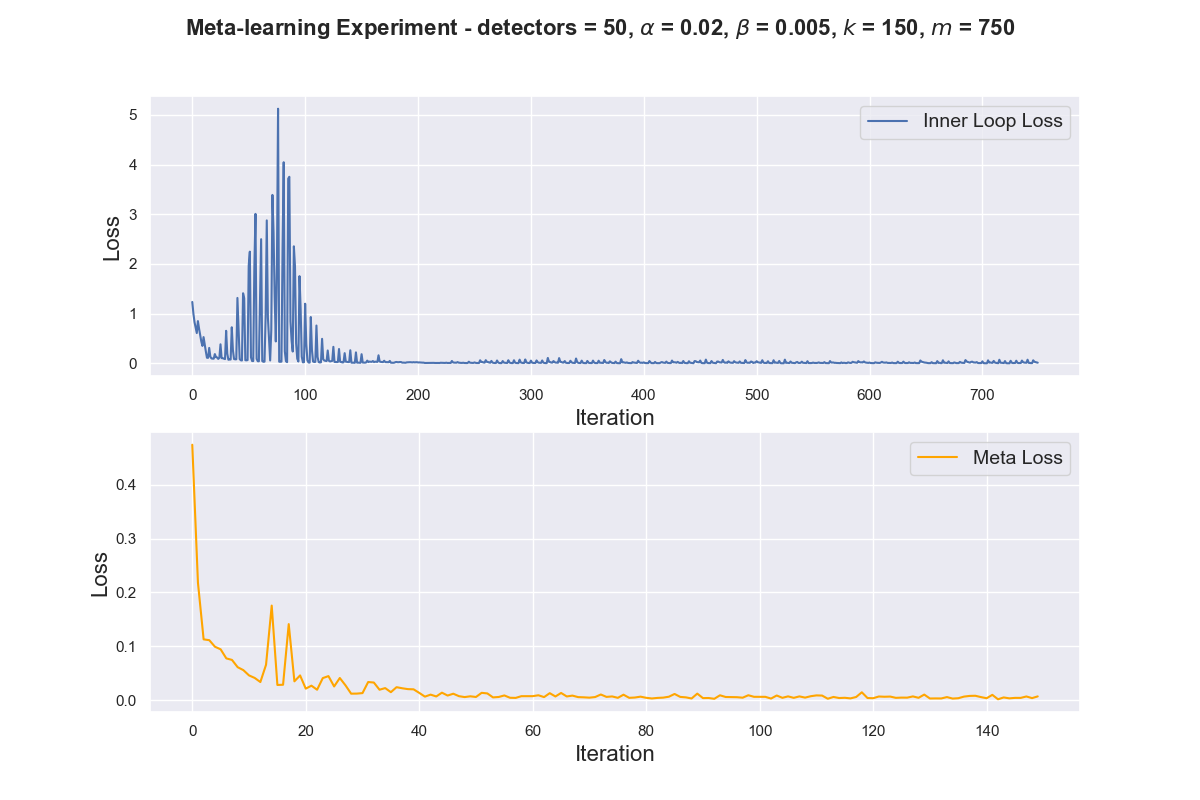 Meta-learning Experiment - detectors = 50, α = 0.02, β = 0.005, k = 150, m = 750
5
4
3
2
1
0
Loss
Inner Loop Loss
0 100 200 300 400 500 600 700
Iteration
0.4
0.3
0.2
0.1
0.0
Loss
Meta Loss
0 20 40 60 80 100 120 140
Iteration